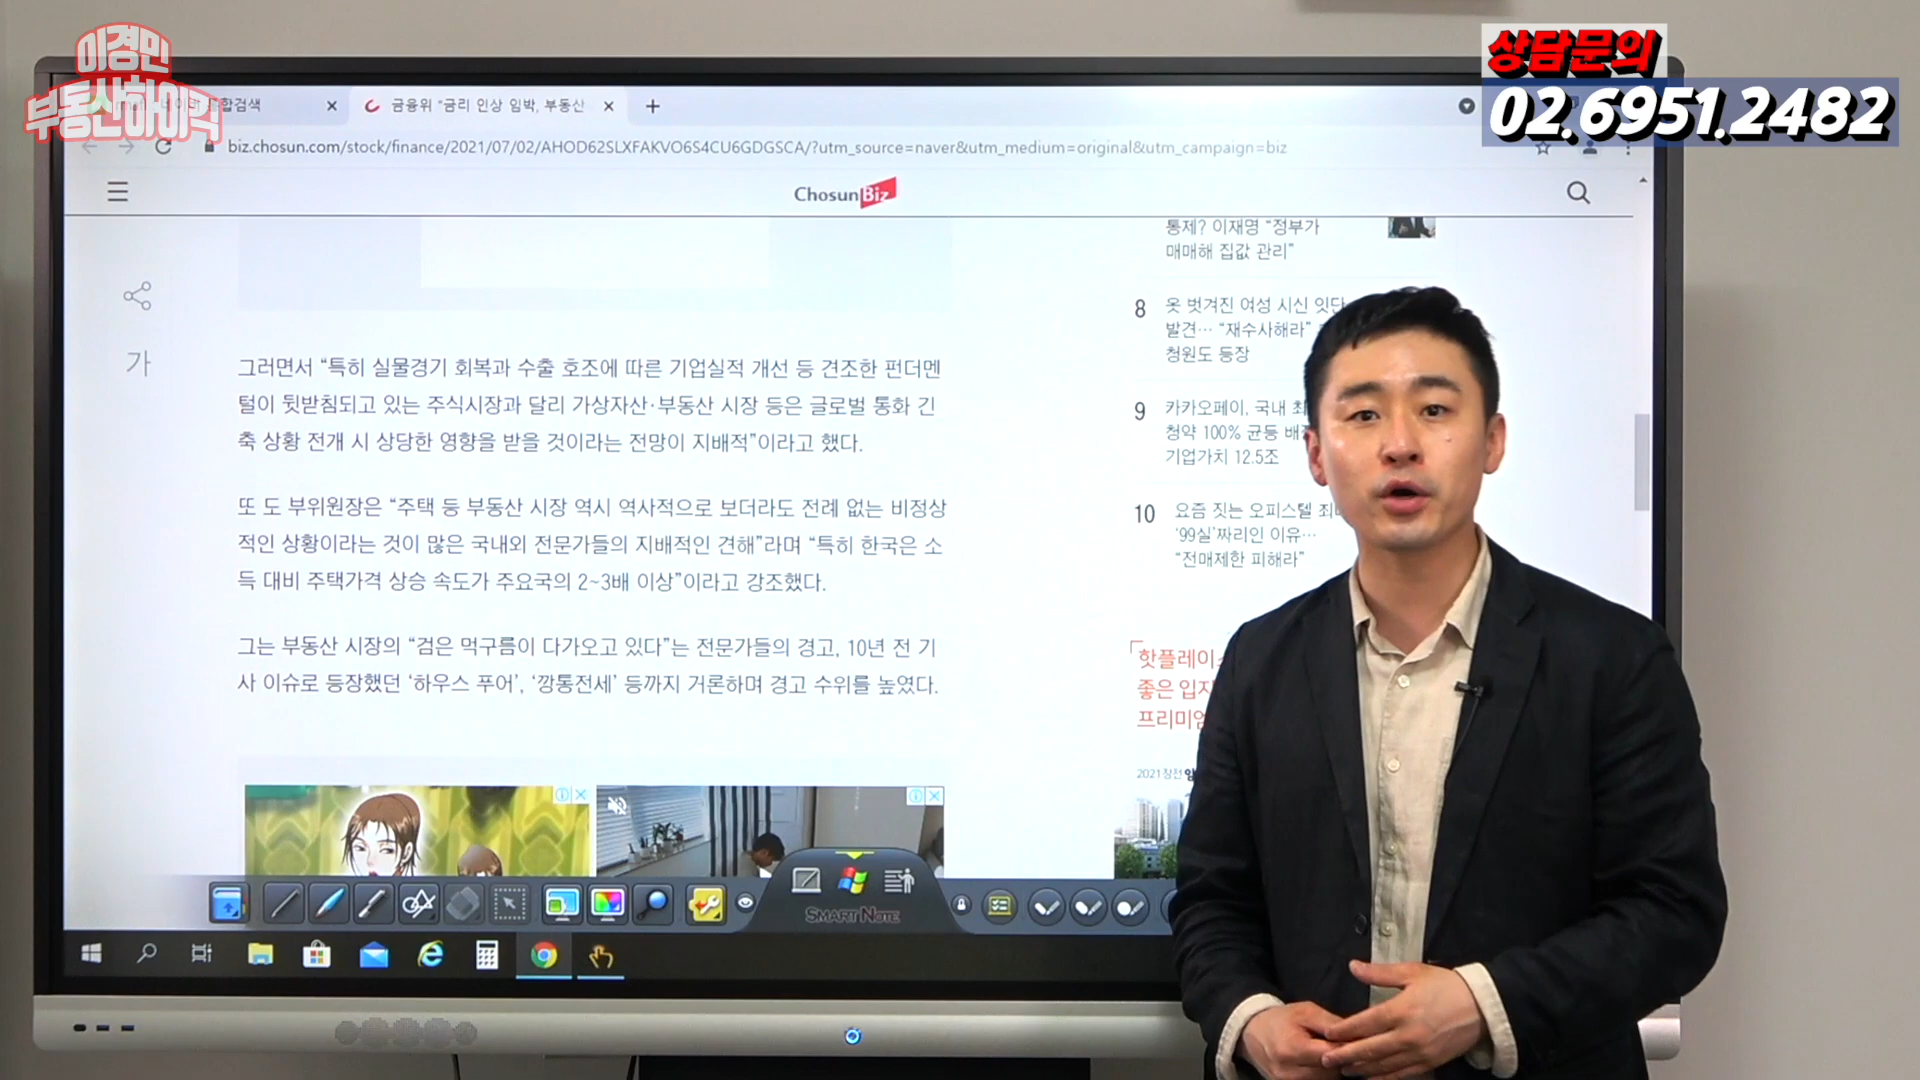 이경민
부동산하이킥
상담문의
02.6951.2482
합검색
금융위 "금리 인상 임박, 부동산
biz.chosun.com/stock/finance/2021/07/02/AHOD62SLXFAKVO6S4CU6GDGSCA/?utm_source=naver&utm_medium=original&utm_campaign=biz
ChosunBiz
가
그러면서 “특히 실물경기 회복과 수출 호조에 따른 기업실적 개선 등 견조한 펀더멘
털이 뒷받침되고 있는 주식시장과 달리 가상자산·부동산 시장 등은 글로벌 통화 긴
축 상황 전개 시 상당한 영향을 받을 것이라는 전망이 지배적”이라고 했다.
또 도 부위원장은 “주택 등 부동산 시장 역시 역사적으로 보더라도 전례 없는 비정상
적인 상황이라는 것이 많은 국내외 전문가들의 지배적인 견해”라며 “특히 한국은 소
득 대비 주택가격 상승 속도가 주요국의 2~3배 이상”이라고 강조했다.
그는 부동산 시장의 “검은 먹구름이 다가오고 있다”는 전문가들의 경고, 10년 전 기
사 이슈로 등장했던 ‘하우스 푸어’, ‘깡통전세’ 등까지 거론하며 경고 수위를 높였다.
통제? 이재명 “정부가
매매해 집값 관리”
8 옷 벗겨진 여성 시신 잇단
발견… “재수사해라”
청원도 등장
9 카카오페이, 국내 최
청약 100% 균등 배
기업가치 12.5조
10 요즘 짓는 오피스텔 죄
‘99실’짜리인 이유…
“전매제한 피해라”
「핫플레이
좋은 입지
프리미엄
2021창전
SMART NOTE